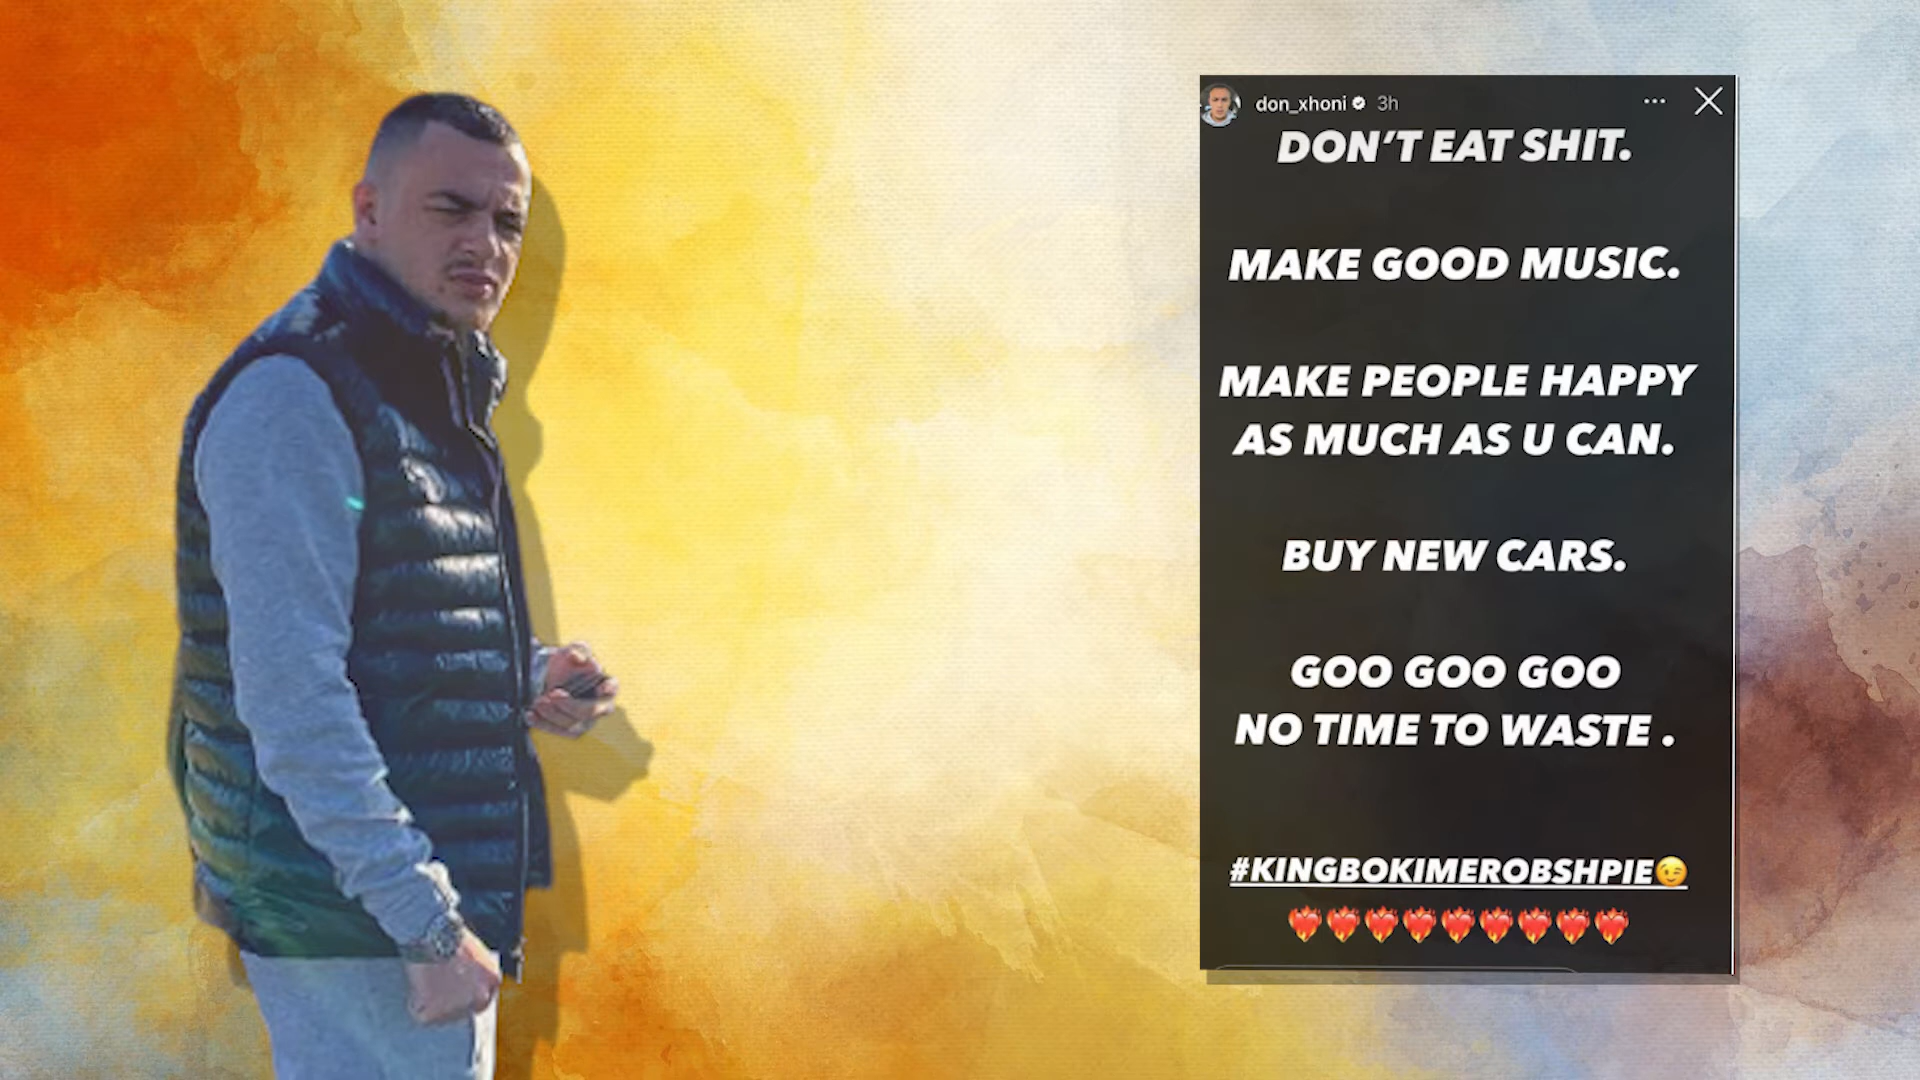 don_xhoni 3h
DON'T EAT SHIT.
MAKE GOOD MUSIC.
MAKE PEOPLE HAPPY
AS MUCH AS U CAN.
BUY NEW CARS.
GOO GOO GOO
NO TIME TO WASTE .
#KINGBOKIMEROBSHPIE😉
❤️‍🔥❤️‍🔥❤️‍🔥❤️‍🔥❤️‍🔥❤️‍🔥❤️‍🔥❤️‍🔥❤️‍🔥